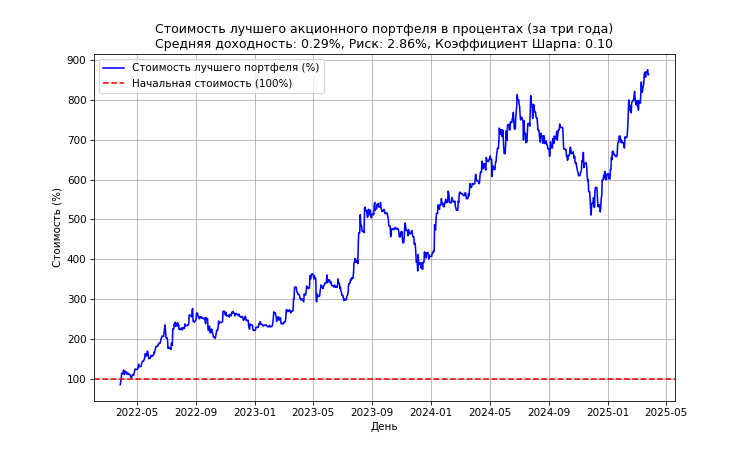 Стоимость лучшего акционного портфеля в процентах (за три года)
Средняя доходность: 0.29%, Риск: 2.86%, Коэффициент Шарпа: 0.10
Стоимость лучшего портфеля (%)
Начальная стоимость (100%)
Стоимость (%)
900
800
700
600
500
400
300
200
100
2022-05 2022-09 2023-01 2023-05 2023-09 2024-01 2024-05 2024-09 2025-01 2025-05
День